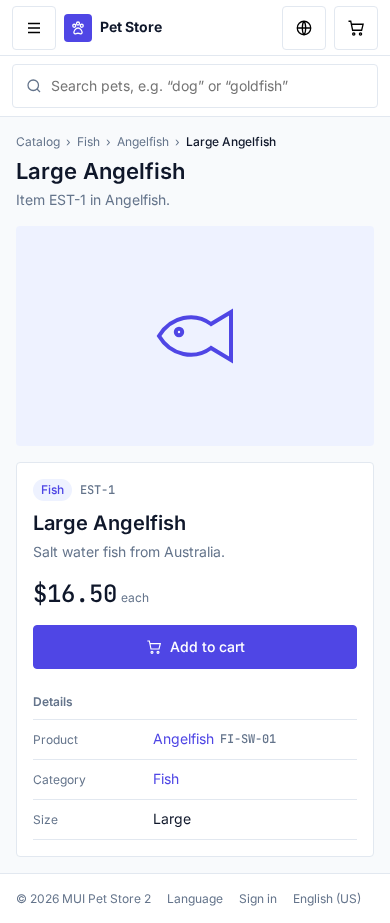 Pet Store
Search pets, e.g. “dog” or “goldfish”
Catalog › Fish › Angelfish › Large Angelfish
Large Angelfish
Item EST-1 in Angelfish.
Fish EST-1
Large Angelfish
Salt water fish from Australia.
$16.50 each
Add to cart
Details
Product Angelfish FI-SW-01
Category Fish
Size Large
© 2026 MUI Pet Store 2 Language Sign in English (US)